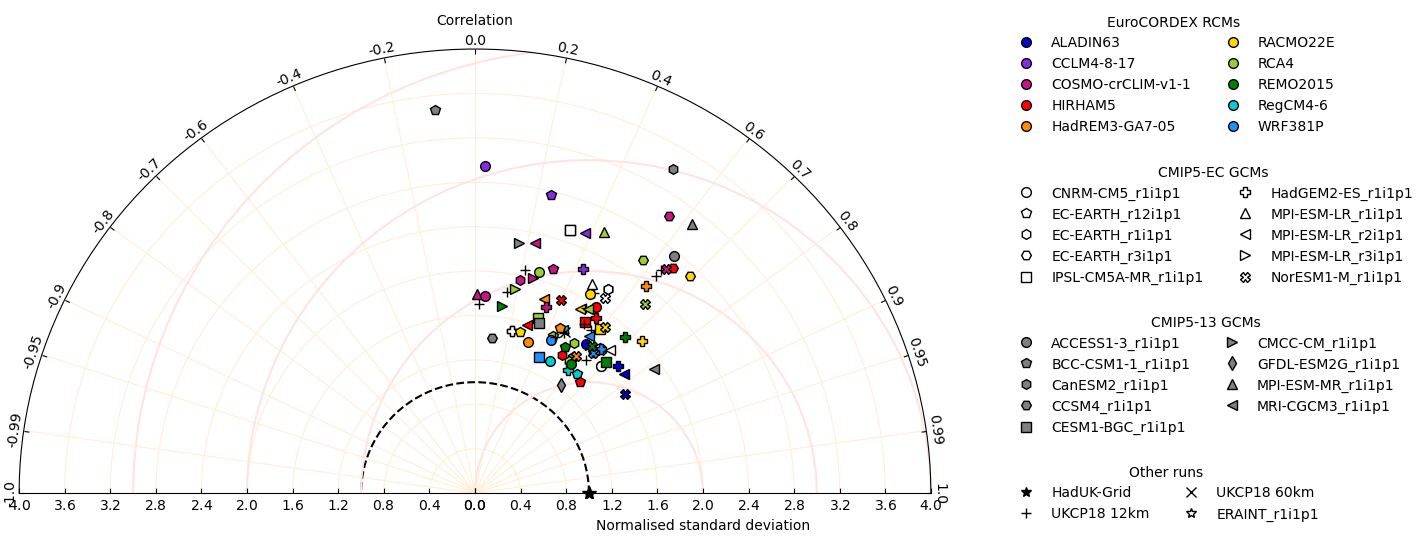 Correlation
-0.2 0.0 0.2
-0.4 0.4
-0.6 0.6
-0.7 0.7
-0.8 0.8
-0.9 0.9
-0.95 0.95
-0.99 0.99
-1.0 1.0
4.0 3.6 3.2 2.8 2.4 2.0 1.6 1.2 0.8 0.4 0.0 0.4 0.8 1.2 1.6 2.0 2.4 2.8 3.2 3.6 4.0
Normalised standard deviation
EuroCORDEX RCMs
ALADIN63 RACMO22E
CCLM4-8-17 RCA4
COSMO-crCLIM-v1-1 REMO2015
HIRHAM5 RegCM4-6
HadREM3-GA7-05 WRF381P
CMIP5-EC GCMs
CNRM-CM5_r1i1p1 HadGEM2-ES_r1i1p1
EC-EARTH_r12i1p1 MPI-ESM-LR_r1i1p1
EC-EARTH_r1i1p1 MPI-ESM-LR_r2i1p1
EC-EARTH_r3i1p1 MPI-ESM-LR_r3i1p1
IPSL-CM5A-MR_r1i1p1 NorESM1-M_r1i1p1
CMIP5-13 GCMs
ACCESS1-3_r1i1p1 CMCC-CM_r1i1p1
BCC-CSM1-1_r1i1p1 GFDL-ESM2G_r1i1p1
CanESM2_r1i1p1 MPI-ESM-MR_r1i1p1
CCSM4_r1i1p1 MRI-CGCM3_r1i1p1
CESM1-BGC_r1i1p1
Other runs
HadUK-Grid UKCP18 60km
UKCP18 12km ERAINT_r1i1p1